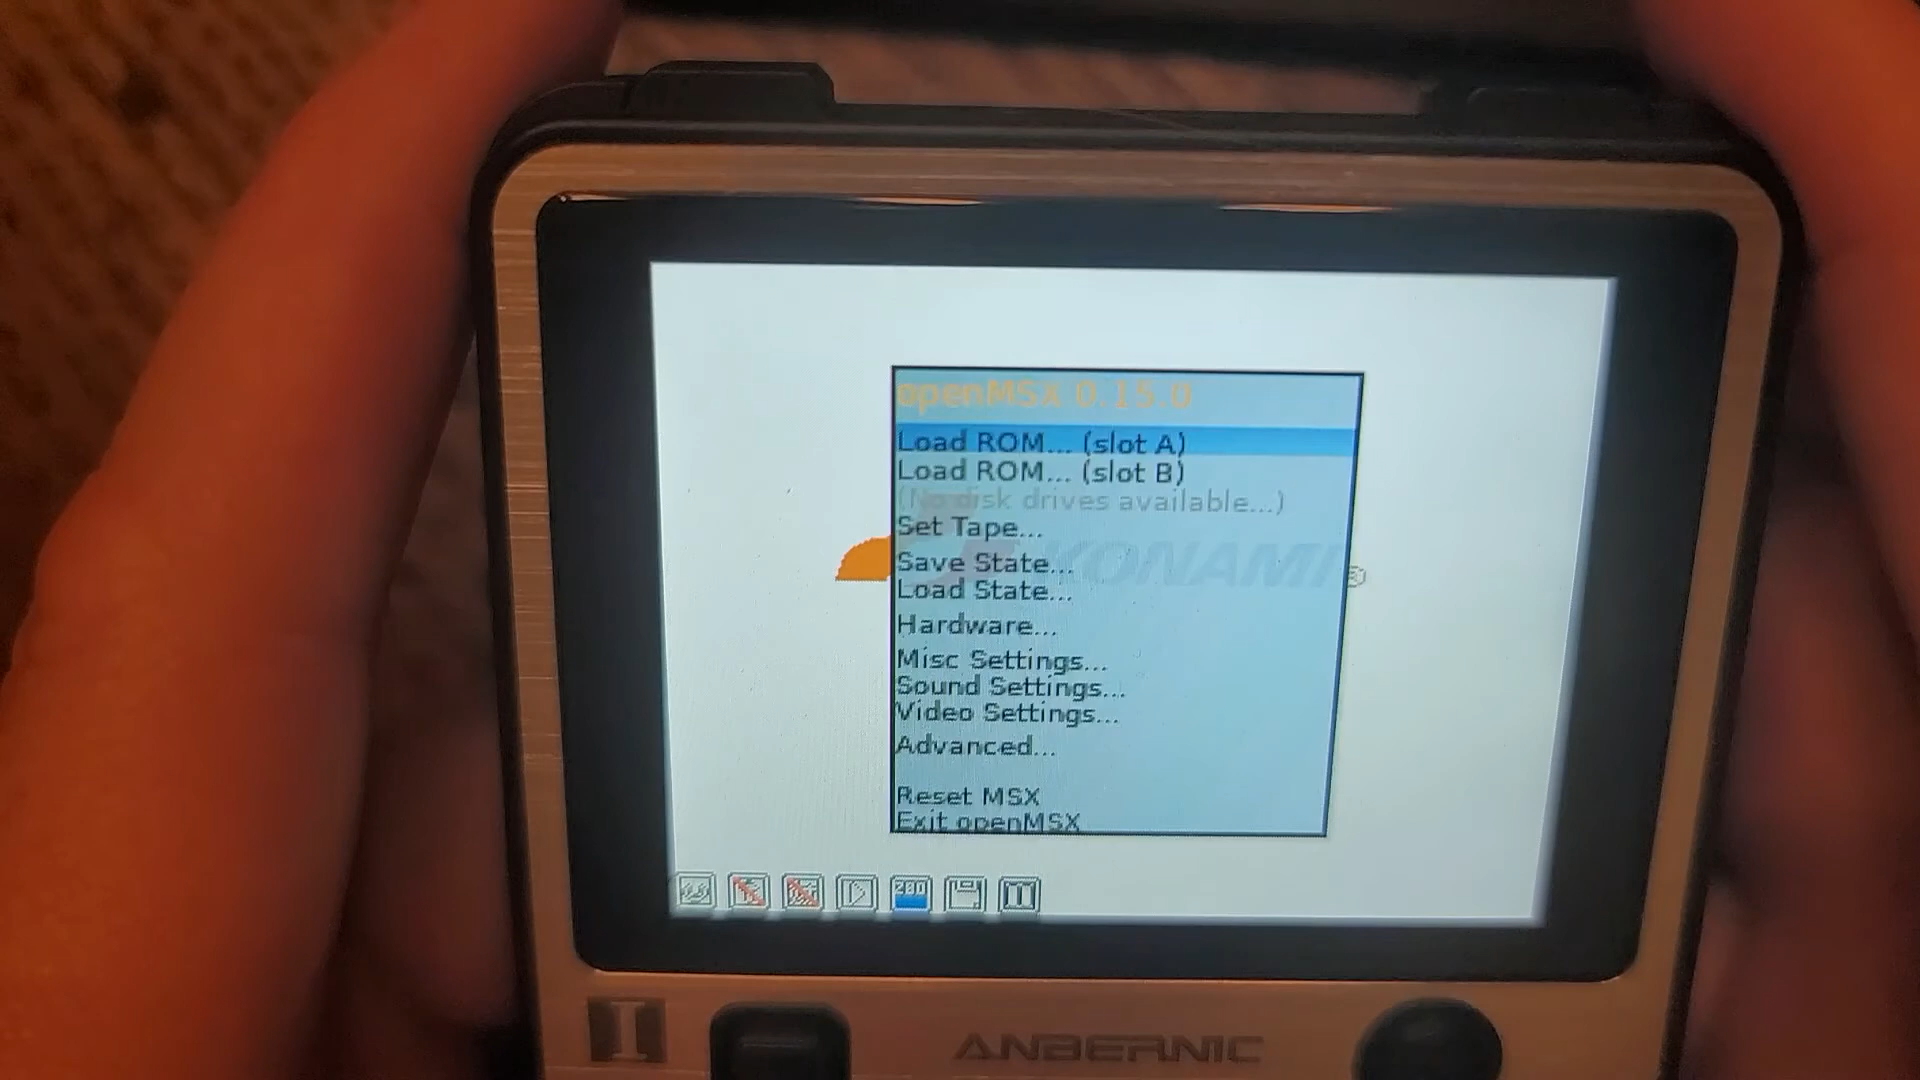 openMSX 0.15.0
Load ROM... (slot A)
Load ROM... (slot B)
(No disk drives available...)
Set Tape...
Save State...
KONAMI
®
Load State...
Hardware...
Misc Settings...
Sound Settings...
Video Settings...
Advanced...
Reset MSX
Exit openMSX
Z80
I
ANBERNIC